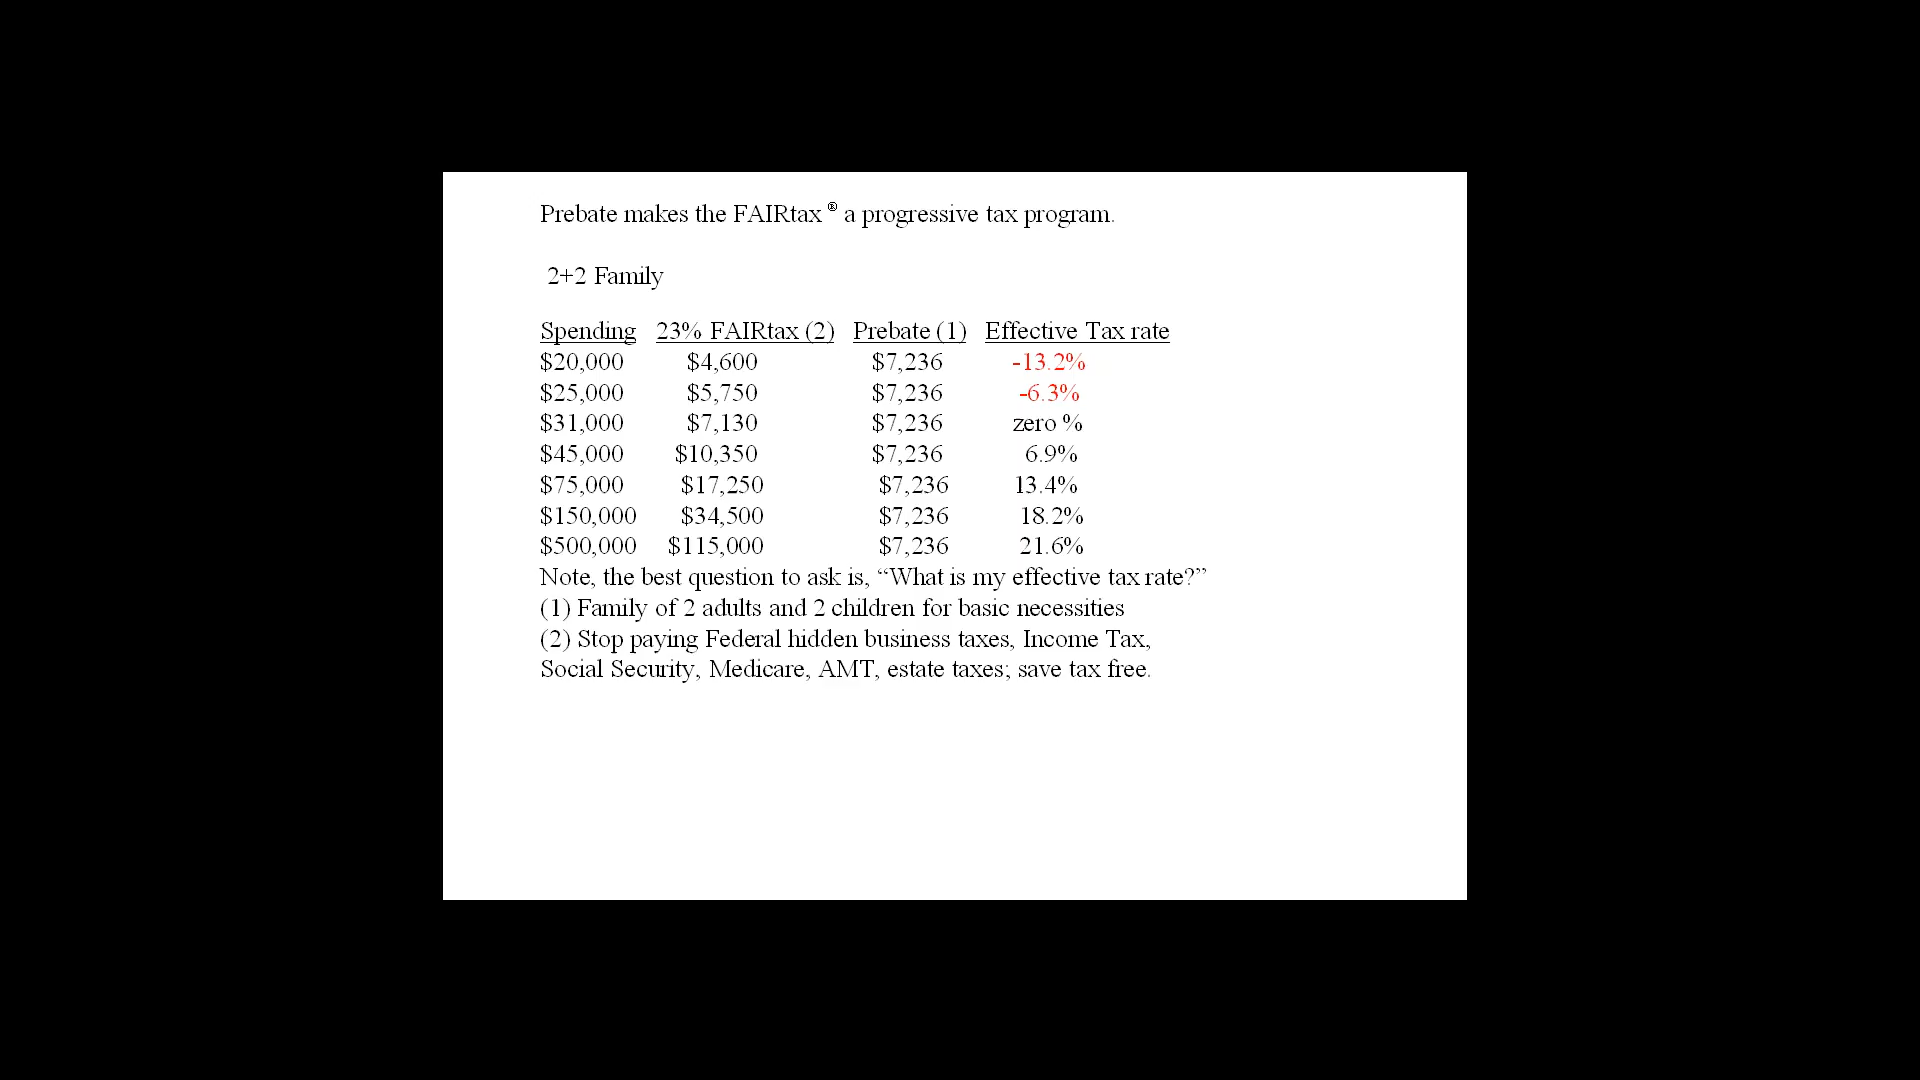 Prebate makes the FAIRtax ® a progressive tax program.
2+2 Family
Spending 23% FAIRtax (2) Prebate (1) Effective Tax rate
$20,000 $4,600 $7,236 -13.2%
$25,000 $5,750 $7,236 -6.3%
$31,000 $7,130 $7,236 zero %
$45,000 $10,350 $7,236 6.9%
$75,000 $17,250 $7,236 13.4%
$150,000 $34,500 $7,236 18.2%
$500,000 $115,000 $7,236 21.6%
Note, the best question to ask is, “What is my effective tax rate?”
(1) Family of 2 adults and 2 children for basic necessities
(2) Stop paying Federal hidden business taxes, Income Tax,
Social Security, Medicare, AMT, estate taxes; save tax free.